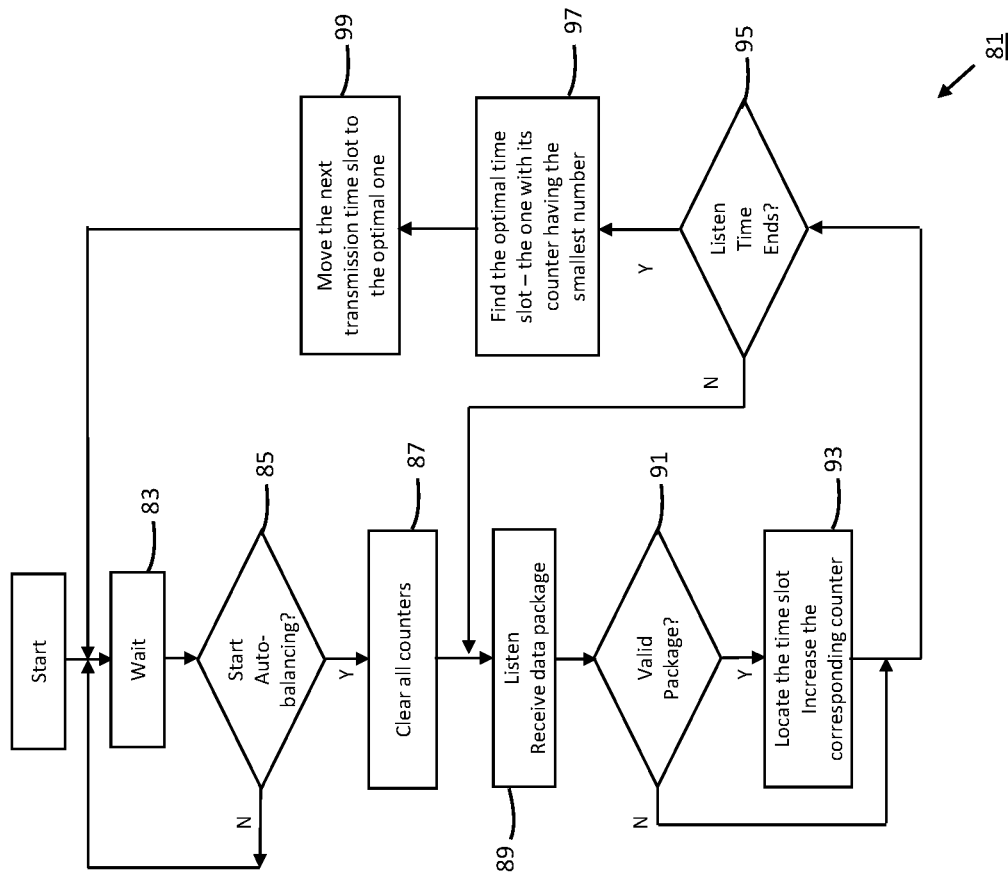 Start
Wait
83
Start
Auto-
balancing?
85
N
Y
Clear all counters
87
Listen
Receive data package
89
Valid
Package?
91
N
Y
Locate the time slot
Increase the
corresponding counter
93
Listen
Time
Ends?
95
N
Y
Find the optimal time
slot – the one with its
counter having the
smallest number
97
Move the next
transmission time slot to
the optimal one
99
81